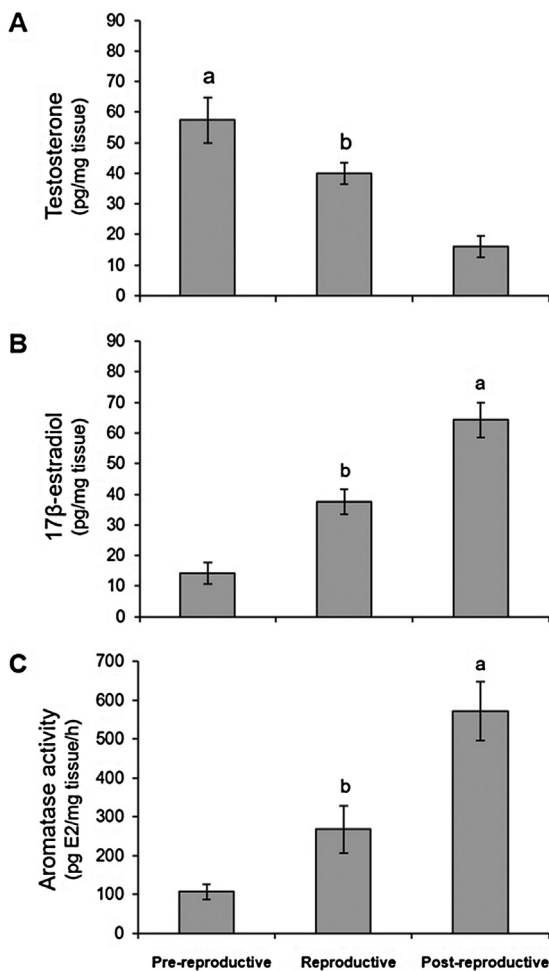 A
Testosterone
(pg/mg tissue)
90
80
70
60
50
40
30
20
10
0
a
b
B
17β-estradiol
(pg/mg tissue)
90
80
70
60
50
40
30
20
10
0
b
a
C
Aromatase activity
(pg E2/mg tissue/h)
700
600
500
400
300
200
100
0
b
a
Pre-reproductive Reproductive Post-reproductive